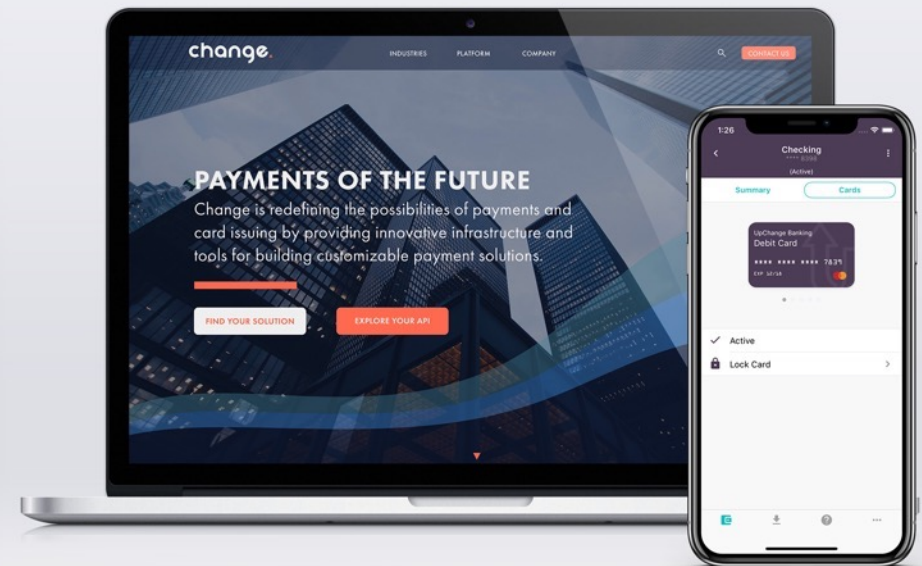 change.
INDUSTRIES
PLATFORM
COMPANY
CONTACT US
PAYMENTS OF THE FUTURE
Change is redefining the possibilities of payments and
card issuing by providing innovative infrastructure and
tools for building customizable payment solutions.
FIND YOUR SOLUTION
EXPLORE YOUR API
1:26
Checking
(Active)
Summary
Cards
UpChange Banking
Debit Card
**** **** **** 7839
Active
Lock Card